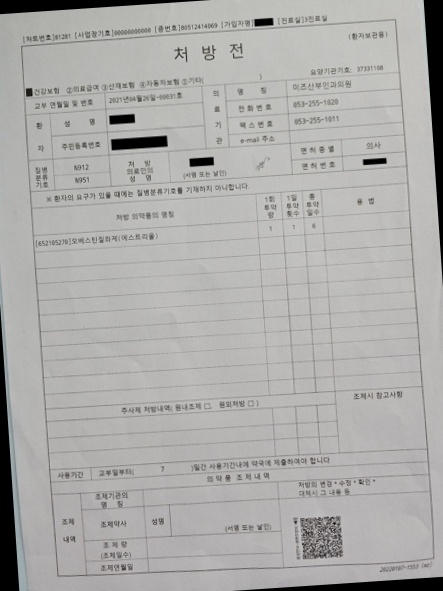 [차트번호]81281 [사업장기호]00000000000 [증번호]80512414069 [가입자명] [진료실]3진료실
처 방 전
(환자보관용)
건강보험 ②의료급여 ③산재보험 ④자동차보험 ⑤기타( )
요양기관기호: 37331108
교부 연월일 및 번호 2021년04월26일-00031호
환 자
성 명
주민등록번호
의 료 기 관
명 칭 미즈산부인과의원
전화 번호 053-255-1020
팩스 번호 053-255-1011
e-mail 주소
질병 분류 기호
N912
N951
처 방
의료인의
성 명
(서명 또는 날인)
면허 종별 의사
면허 번호
※ 환자의 요구가 있을 때에는 질병분류기호를 기재하지 아니합니다.
처방 의약품의 명칭
1회 투약량
1일 투여 횟수
총 투약 일수
용 법
[652105270]오베스틴질좌제(에스트리올) 1 1 6
주사제 처방내역( 원내조제 □, 원외처방 □ )
조제시 참고사항
사용기간 교부일부터( 7 )일간 사용기간내에 약국에 제출하여야 합니다
의 약 품 조 제 내 역
조제 내역
조제기관의
명 칭
처방의 변경ㆍ수정ㆍ확인ㆍ
대체시 그 내용 등
조제약사 성명
(서명 또는 날인)
조 제 량
(조제일수)
조제연월일